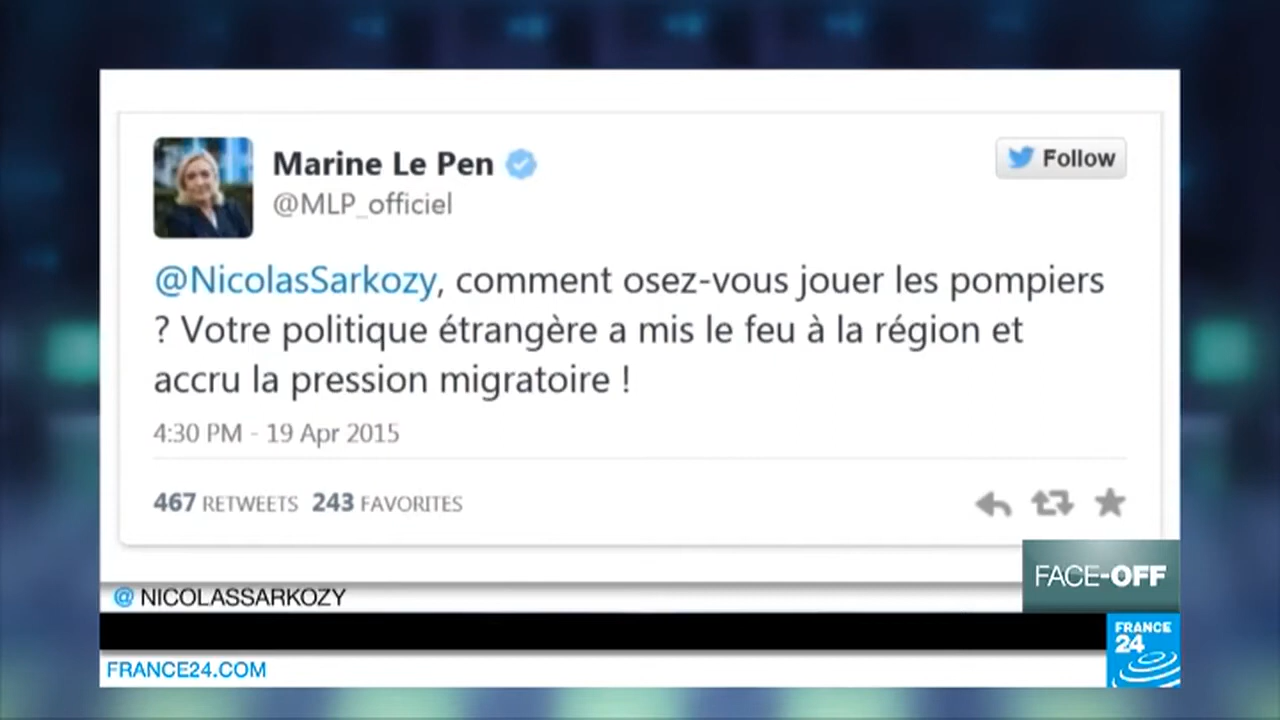 Marine Le Pen
@MLP_officiel
Follow
@NicolasSarkozy, comment osez-vous jouer les pompiers
? Votre politique étrangère a mis le feu à la région et
accru la pression migratoire !
4:30 PM - 19 Apr 2015
467 RETWEETS 243 FAVORITES
FACE-OFF
@ NICOLASSARKOZY
FRANCE
24
FRANCE24.COM